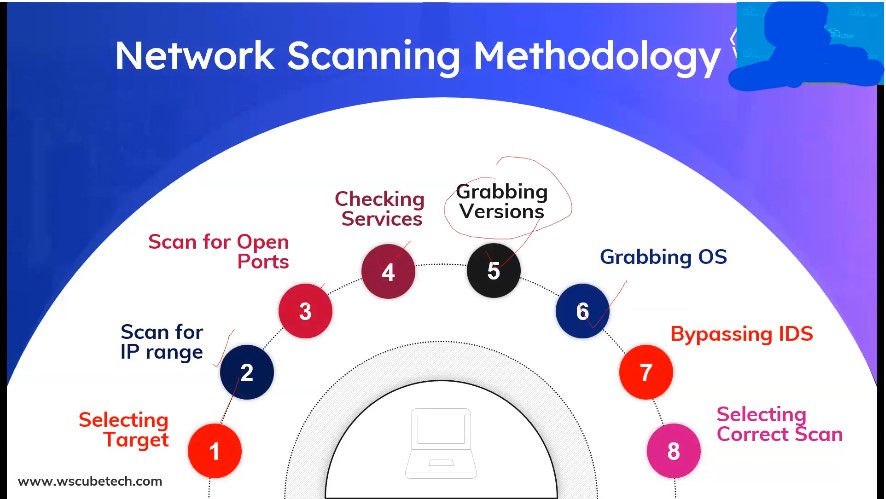 Network Scanning Methodology
Grabbing
Versions
Checking
Services
Scan for Open
Ports
Grabbing OS
Scan for
IP range
Bypassing IDS
Selecting
Target
Selecting
Correct Scan
1
2
3
4
5
6
7
8
www.wscubetech.com